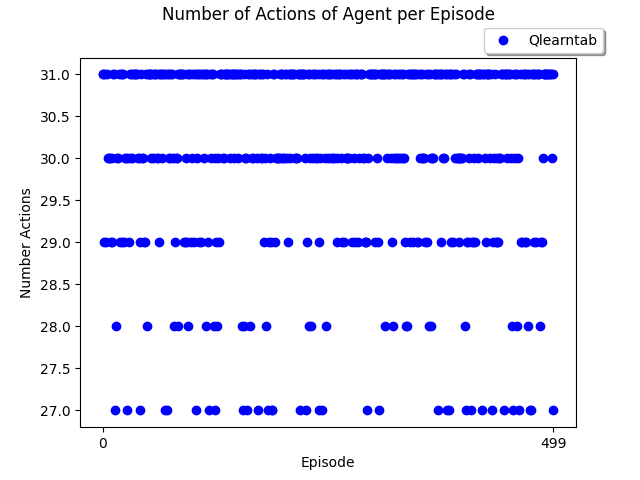 Number of Actions of Agent per Episode
Qlearntab
31.0
30.5
30.0
29.5
29.0
28.5
28.0
27.5
27.0
Number Actions
0
499
Episode